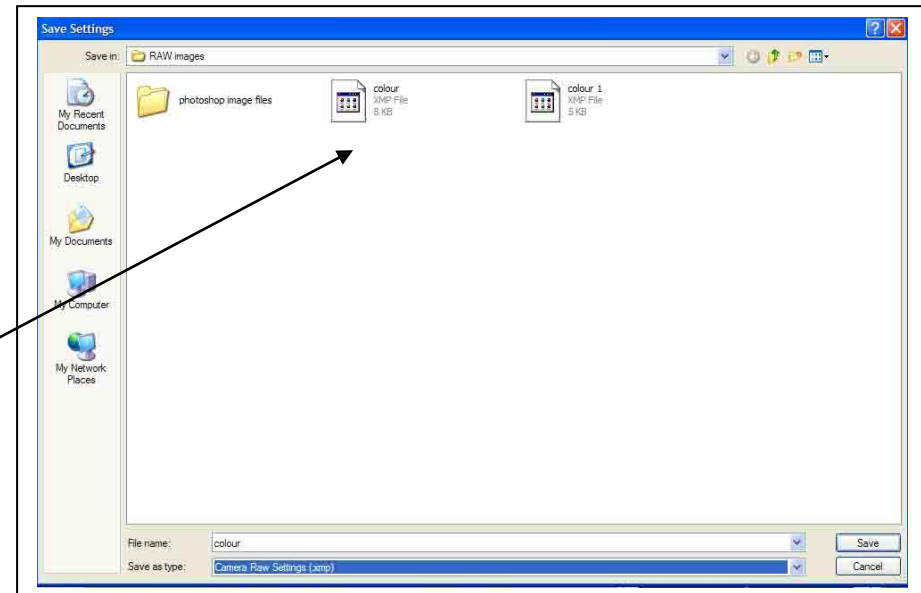 Save Settings
Save in: RAW images
My Recent
Documents
Desktop
My Documents
My Computer
My Network
Places
photoshop image files
colour
XMP File
8 KB
colour 1
XMP File
5 KB
File name: colour
Save
Save as type: Camera Raw Settings (.xmp)
Cancel